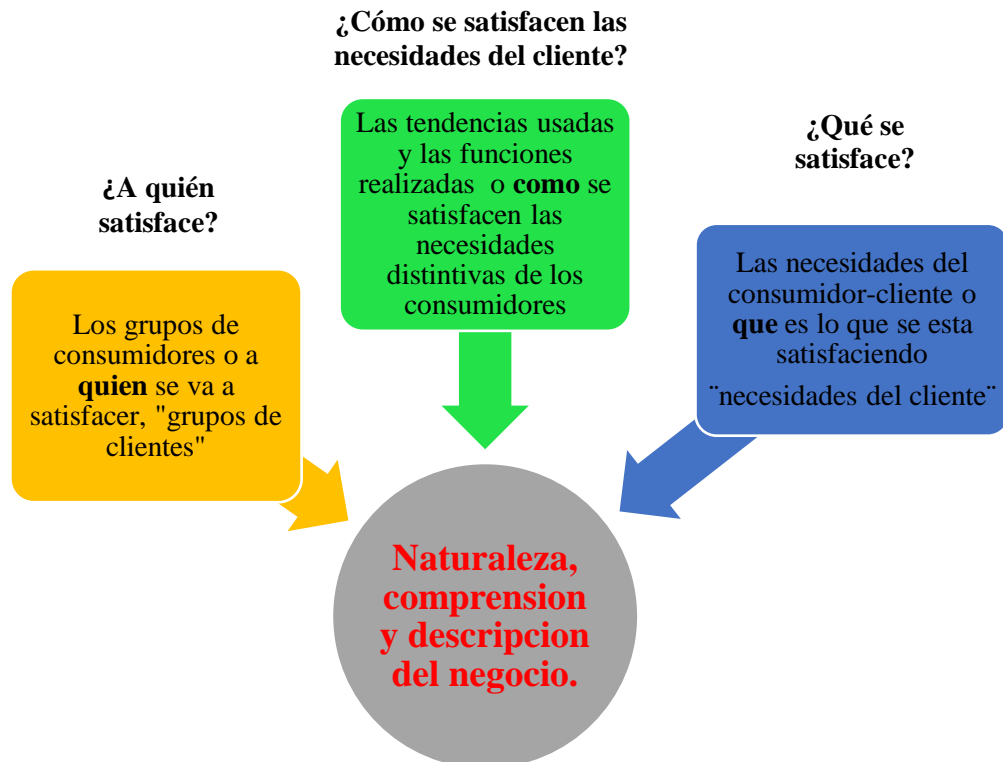 ¿Cómo se satisfacen las
necesidades del cliente?
Las tendencias usadas
y las funciones
realizadas o como se
satisfacen las
necesidades
distintivas de los
consumidores
¿Qué se
satisface?
Las necesidades del
consumidor-cliente o
que es lo que se esta
satisfaciendo
¨necesidades del cliente¨
¿A quién
satisface?
Los grupos de
consumidores o a
quien se va a
satisfacer, "grupos de
clientes"
Naturaleza,
comprension
y descripcion
del negocio.